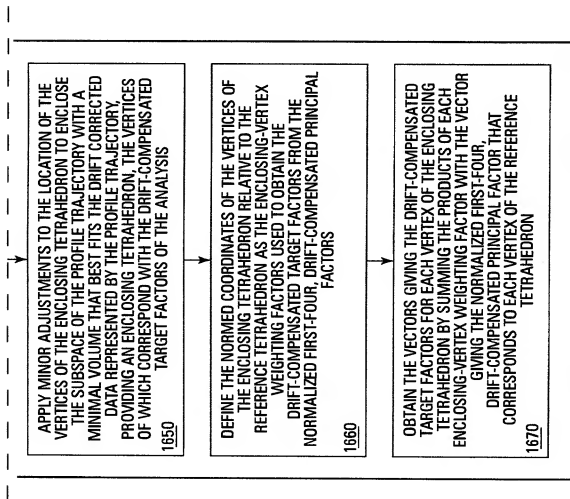 APPLY MINOR ADJUSTMENTS TO THE LOCATION OF THE
VERTICES OF THE ENCLOSING TETRAHEDRON TO ENCLOSE
THE SUBSPACE OF THE PROFILE TRAJECTORY WITH A
MINIMAL VOLUME THAT BEST FITS THE DRIFT CORRECTED
DATA REPRESENTED BY THE PROFILE TRAJECTORY,
PROVIDING AN ENCLOSING TETRAHEDRON, THE VERTICES
OF WHICH CORRESPOND WITH THE DRIFT-COMPENSATED
TARGET FACTORS OF THE ANALYSIS
1650
DEFINE THE NORMED COORDINATES OF THE VERTICES OF
THE ENCLOSING TETRAHEDRON RELATIVE TO THE
REFERENCE TETRAHEDRON AS THE ENCLOSING-VERTEX
WEIGHTING FACTORS USED TO OBTAIN THE
DRIFT-COMPENSATED TARGET FACTORS FROM THE
NORMALIZED FIRST-FOUR, DRIFT-COMPENSATED PRINCIPAL
FACTORS
1660
OBTAIN THE VECTORS GIVING THE DRIFT-COMPENSATED
TARGET FACTORS FOR EACH VERTEX OF THE ENCLOSING
TETRAHEDRON BY SUMMING THE PRODUCTS OF EACH
ENCLOSING-VERTEX WEIGHTING FACTOR WITH THE VECTOR
GIVING THE NORMALIZED FIRST-FOUR,
DRIFT-COMPENSATED PRINCIPAL FACTOR THAT
CORRESPONDS TO EACH VERTEX OF THE REFERENCE
TETRAHEDRON
1670